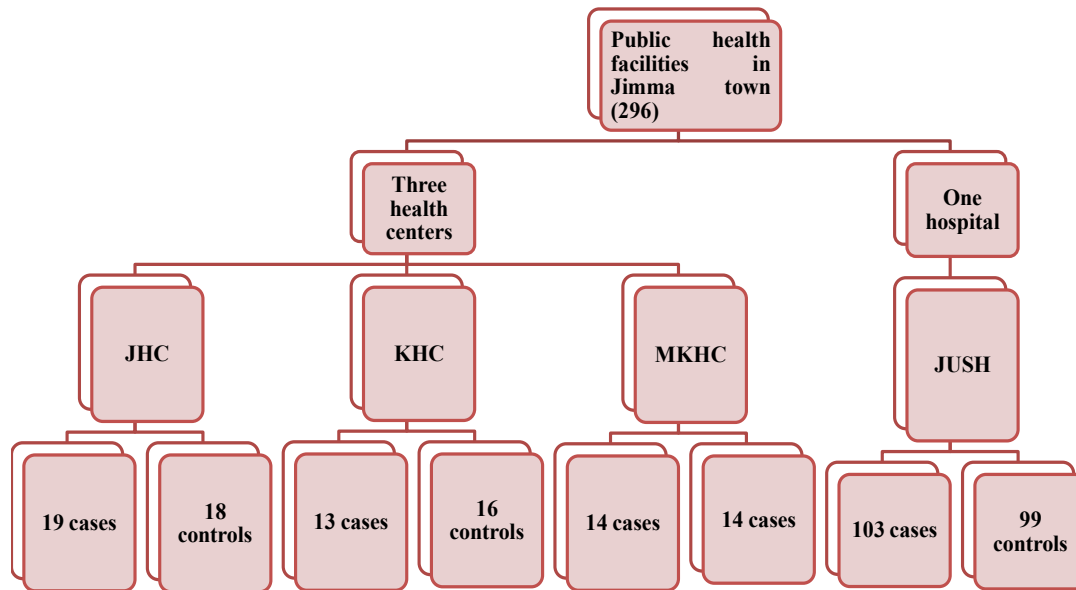 Public health
facilities in
Jimma town
(296)
Three
health
centers
One
hospital
JHC
KHC
MKHC
JUSH
19 cases
18
controls
13 cases
16
controls
14 cases
14 cases
103 cases
99
controls